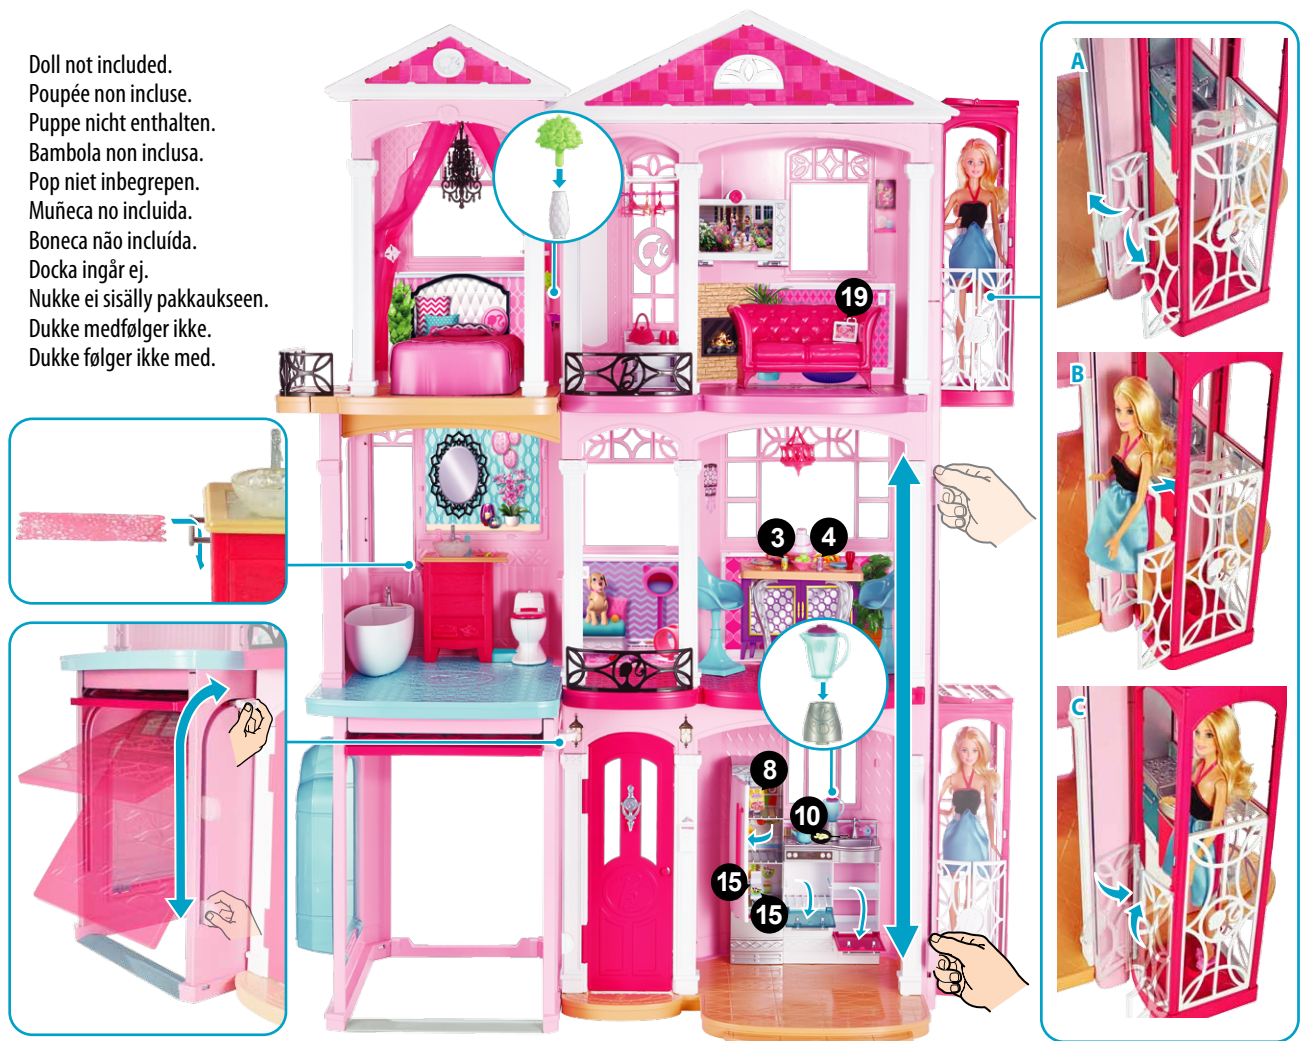 Doll not included.
Poupée non incluse.
Puppe nicht enthalten.
Bambola non inclusa.
Pop niet inbegrepen.
Muñeca no incluida.
Boneca não incluída.
Docka ingår ej.
Nukke ei sisälly pakkaukseen.
Dukke medfølger ikke.
Dukke følger ikke med.
A
19
B
3
4
C
8
10
15
15